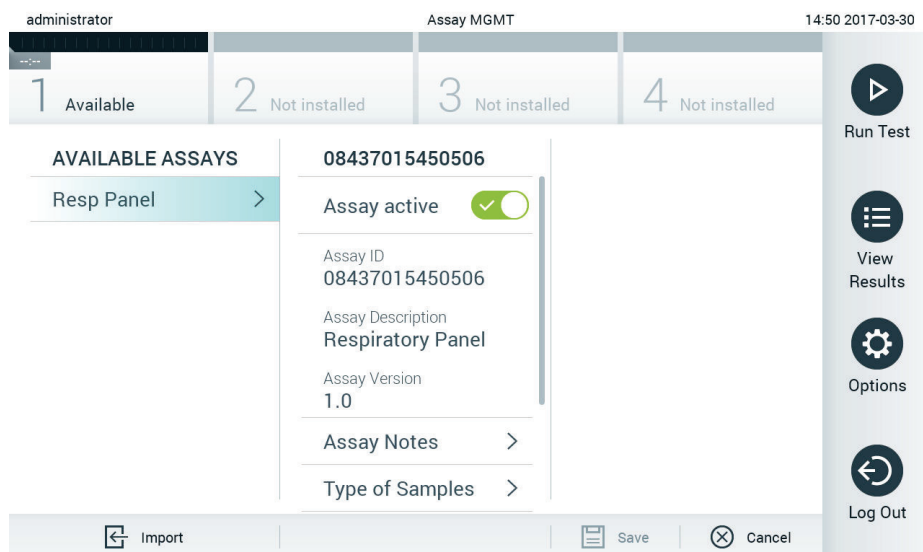 administrator Assay MGMT 14:50 2017-03-30
--:--
1 Available 2 Not installed 3 Not installed 4 Not installed
Run Test
AVAILABLE ASSAYS 08437015450506
Resp Panel > Assay active
Assay ID
08437015450506
View
Results
Assay Description
Respiratory Panel
Assay Version
1.0
Options
Assay Notes >
Type of Samples >
Log Out
Import Save Cancel